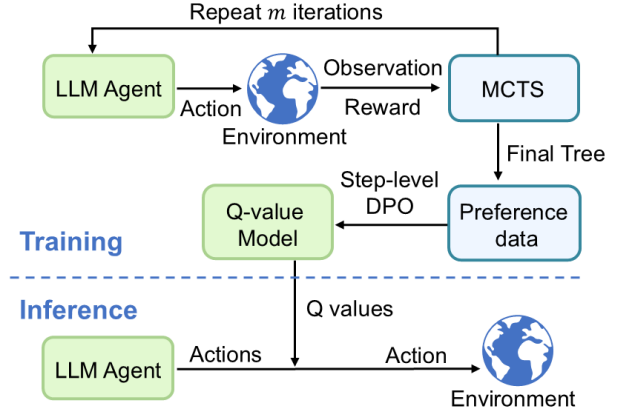 Repeat m iterations
LLM Agent
Action
Environment
Observation
Reward
MCTS
Final Tree
Step-level
DPO
Q-value
Model
Preference
data
Training
Inference
Q values
LLM Agent
Actions
Action
Environment